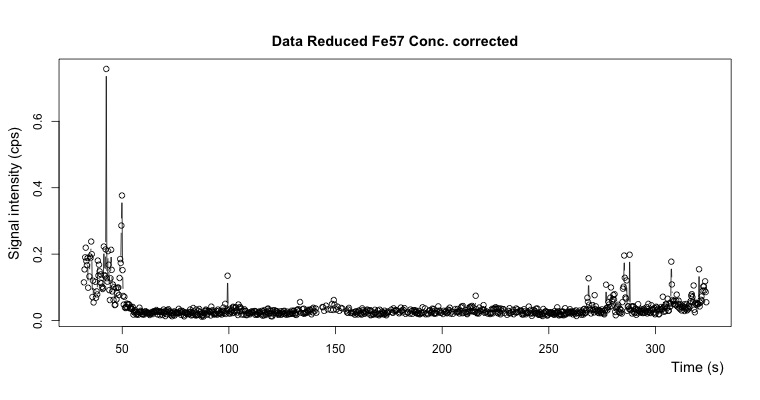 Data Reduced Fe57 Conc. corrected
Signal intensity (cps)
0.6
0.4
0.2
0.0
50 100 150 200 250 300
Time (s)